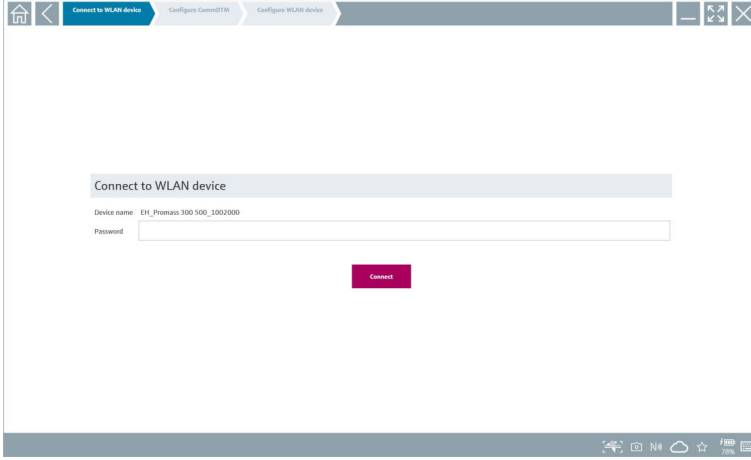 Connect to WLAN device
Configure CommDTM
Configure WLAN device
Connect to WLAN device
Device name EH_Promass 300 500_1002000
Password
Connect
N
78%